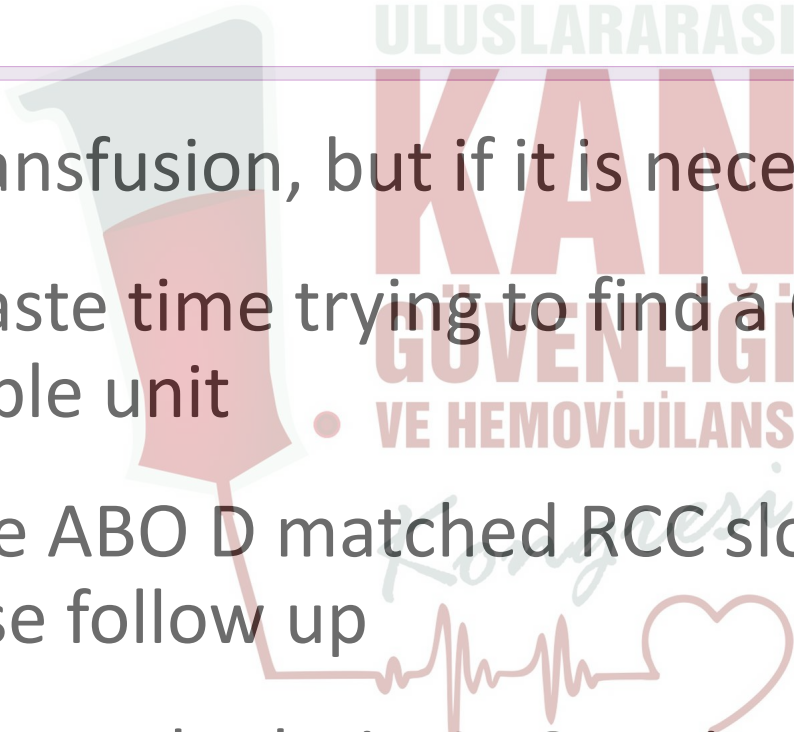 ULUSLARARASI
KAN
ansfusion, but if it is nece
GÜVENLİĞİ
aste time trying to find a
ble unit
VE HEMOVİJİLANS
e ABO D matched RCC slo
Kongresi
se follow up